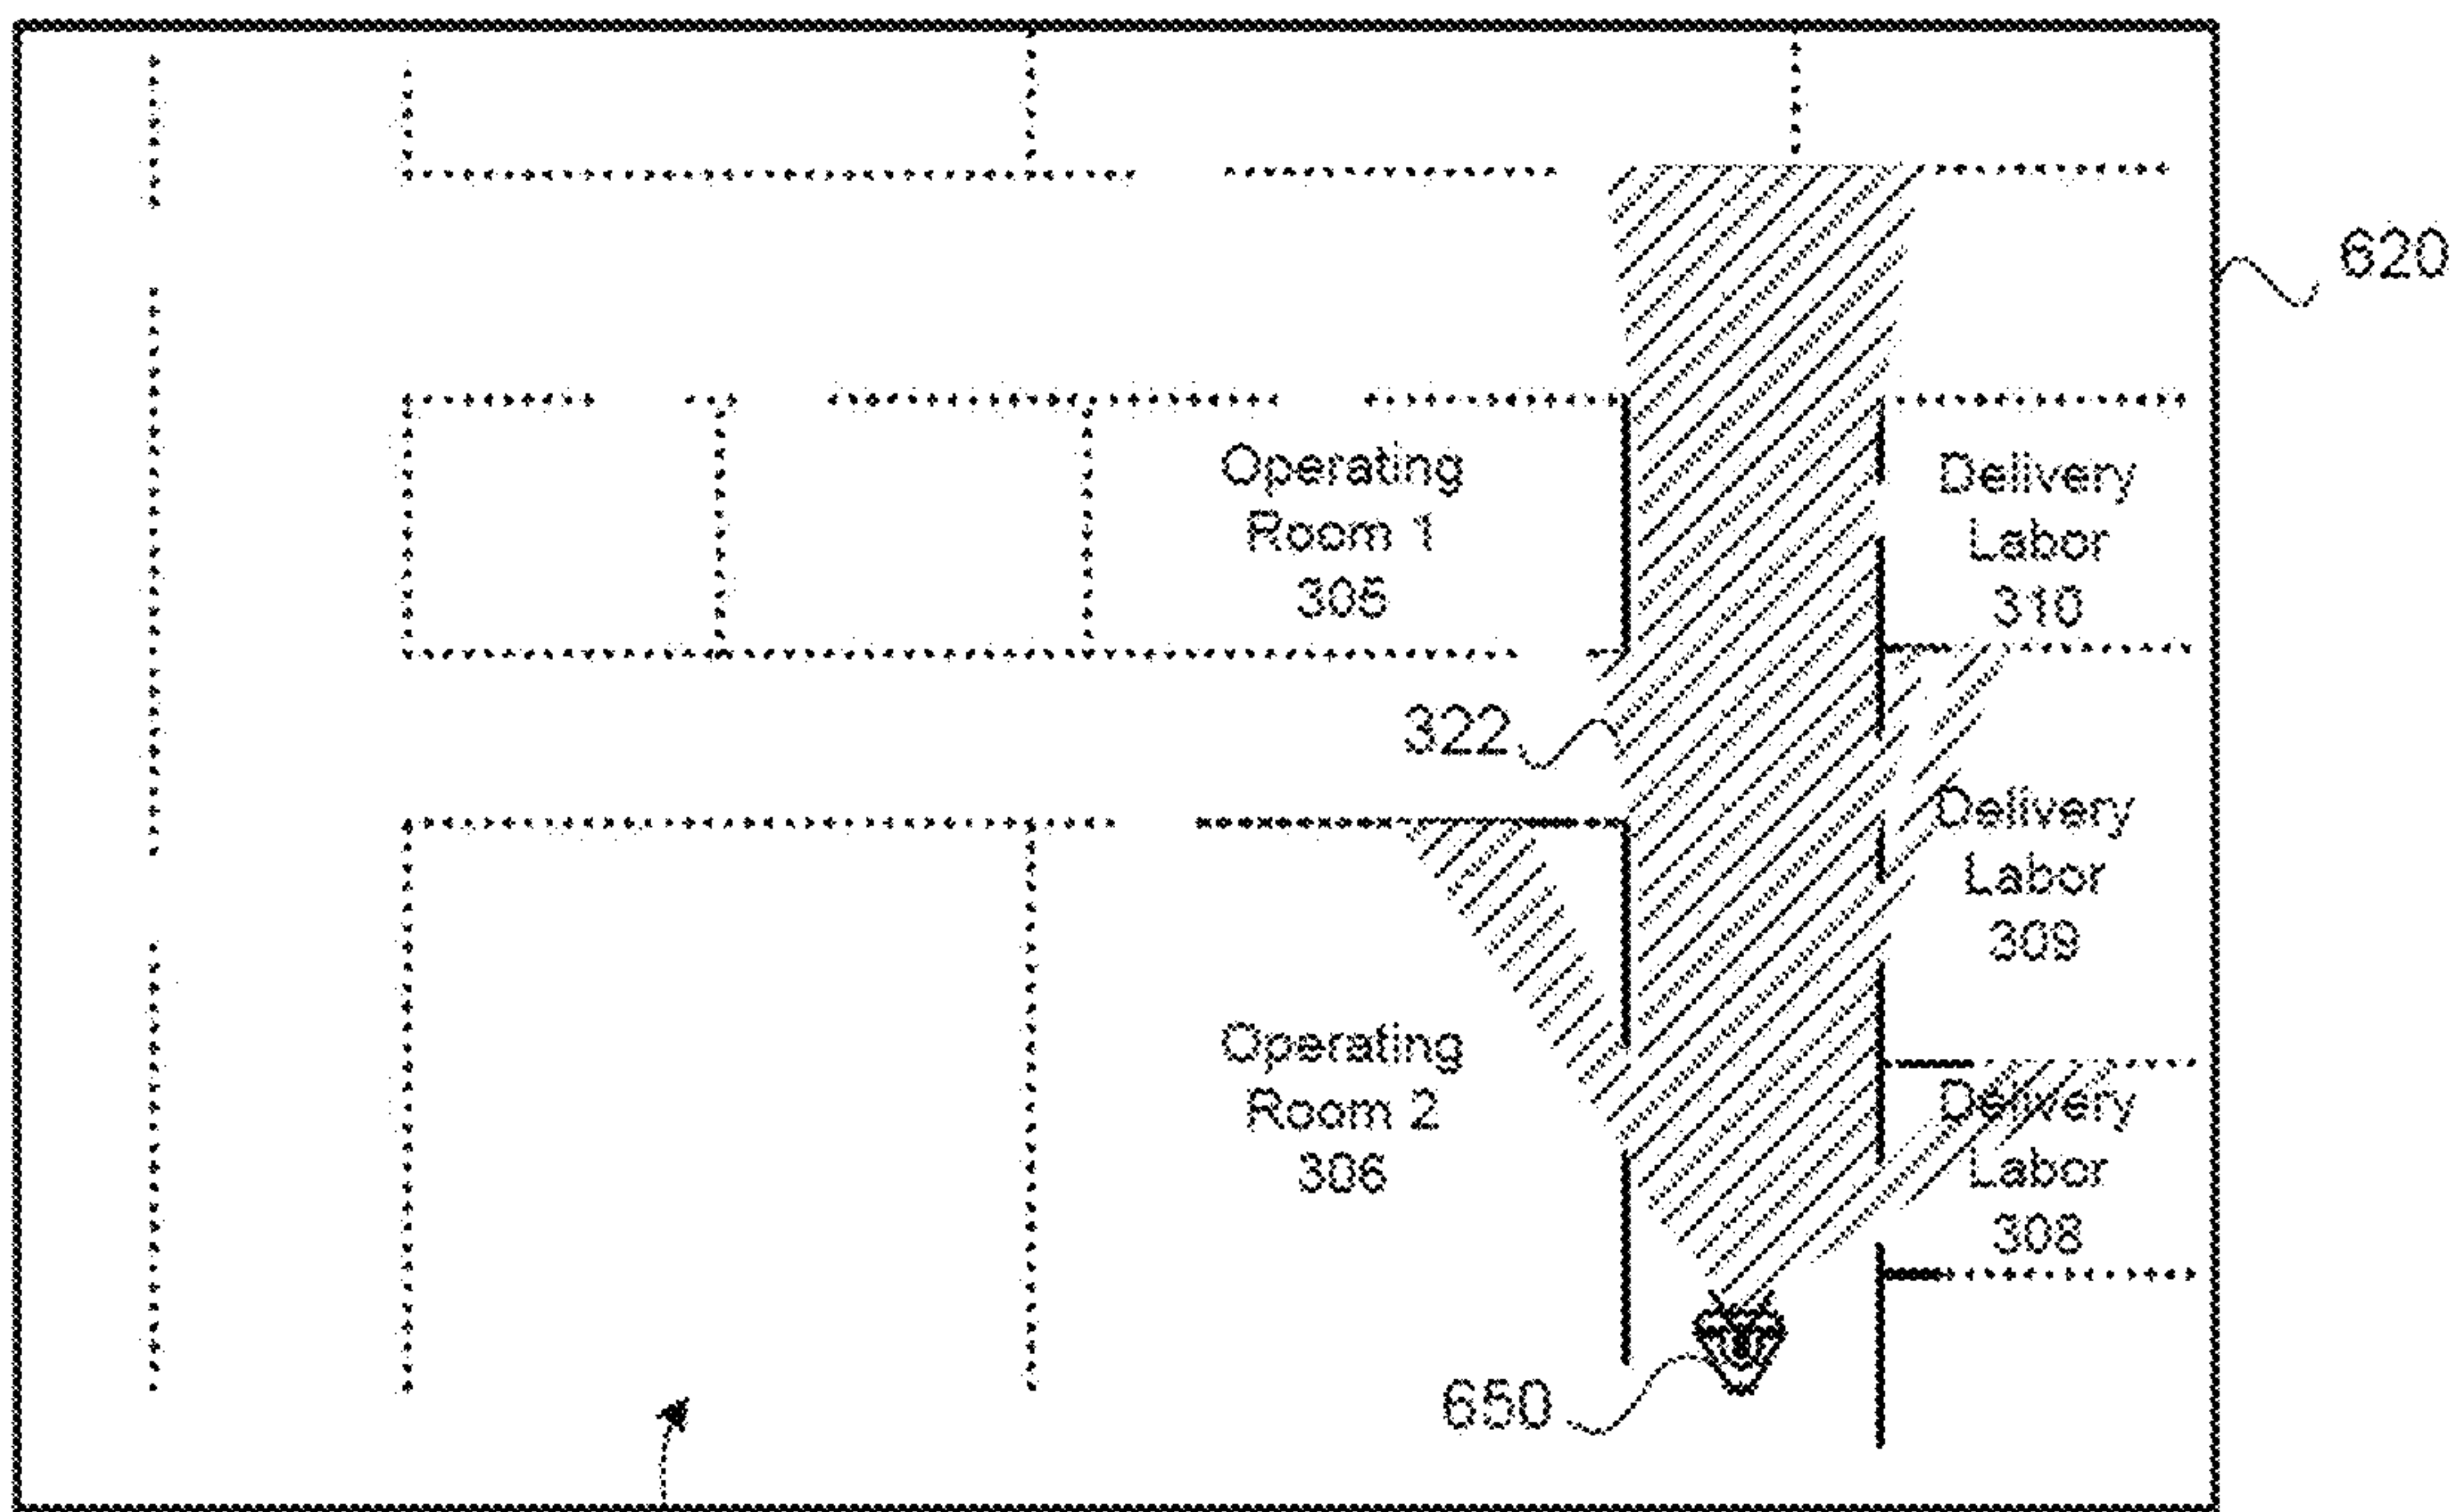 620
Operating
Room 1
305
Delivery
Labor
310
322
Delivery
Labor
309
Operating
Room 2
306
Delivery
Labor
308
650